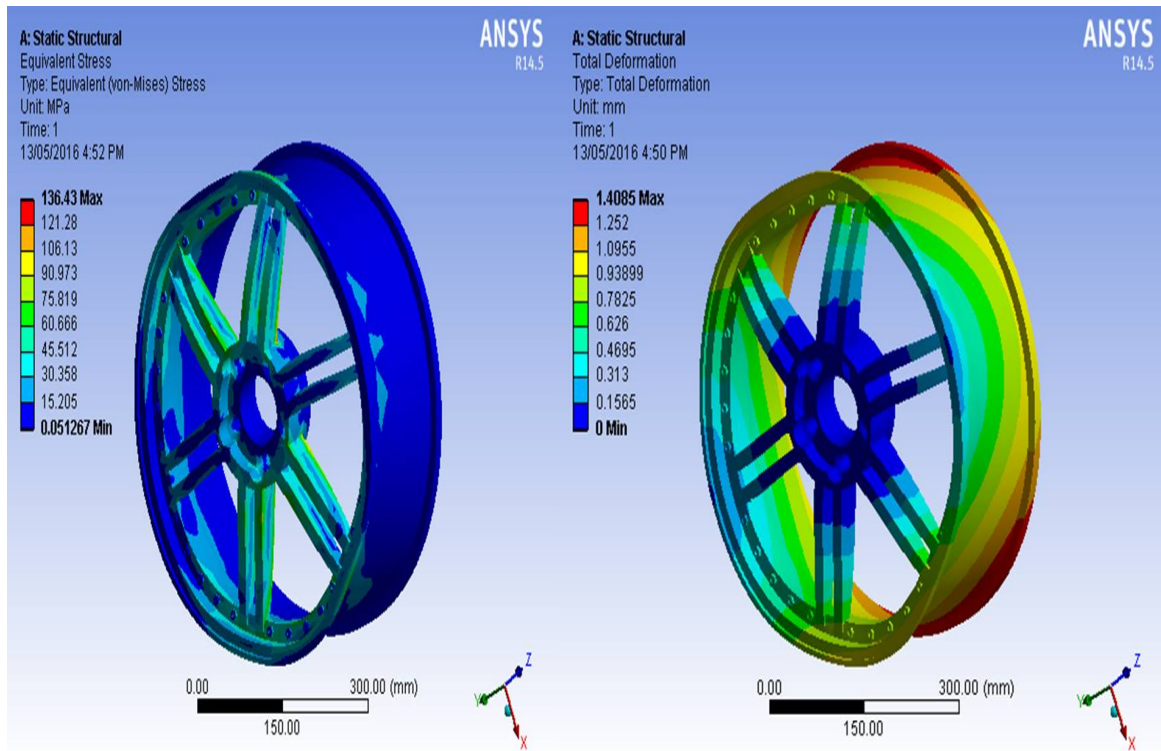 A: Static Structural
Equivalent Stress
Type: Equivalent (von-Mises) Stress
Unit: MPa
Time: 1
13/05/2016 4:52 PM
ANSYS
R14.5
136.43 Max
121.28
106.13
90.973
75.819
60.666
45.512
30.358
15.205
0.051267 Min
0.00
300.00 (mm)
150.00
Z
Y
X
A: Static Structural
Total Deformation
Type: Total Deformation
Unit: mm
Time: 1
13/05/2016 4:50 PM
ANSYS
R14.5
1.4085 Max
1.252
1.0955
0.93899
0.7825
0.626
0.4695
0.313
0.1565
0 Min
0.00
300.00 (mm)
150.00
Z
Y
X